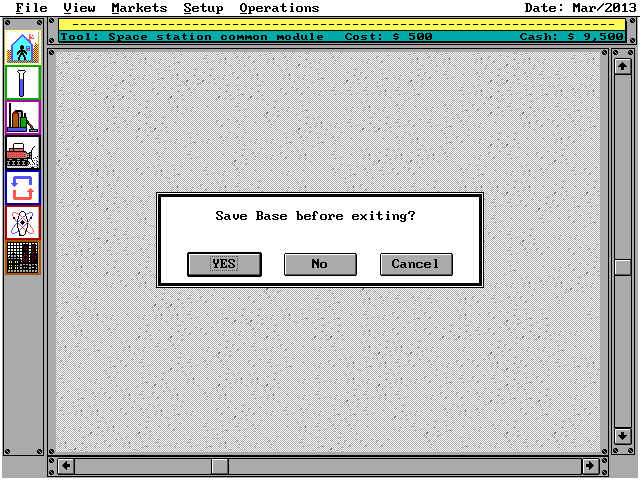 File View Markets Setup Operations Date: Mar/2013
Tool: Space station common module Cost: $ 500 Cash: $ 9,500
Save Base before exiting?
YES No Cancel